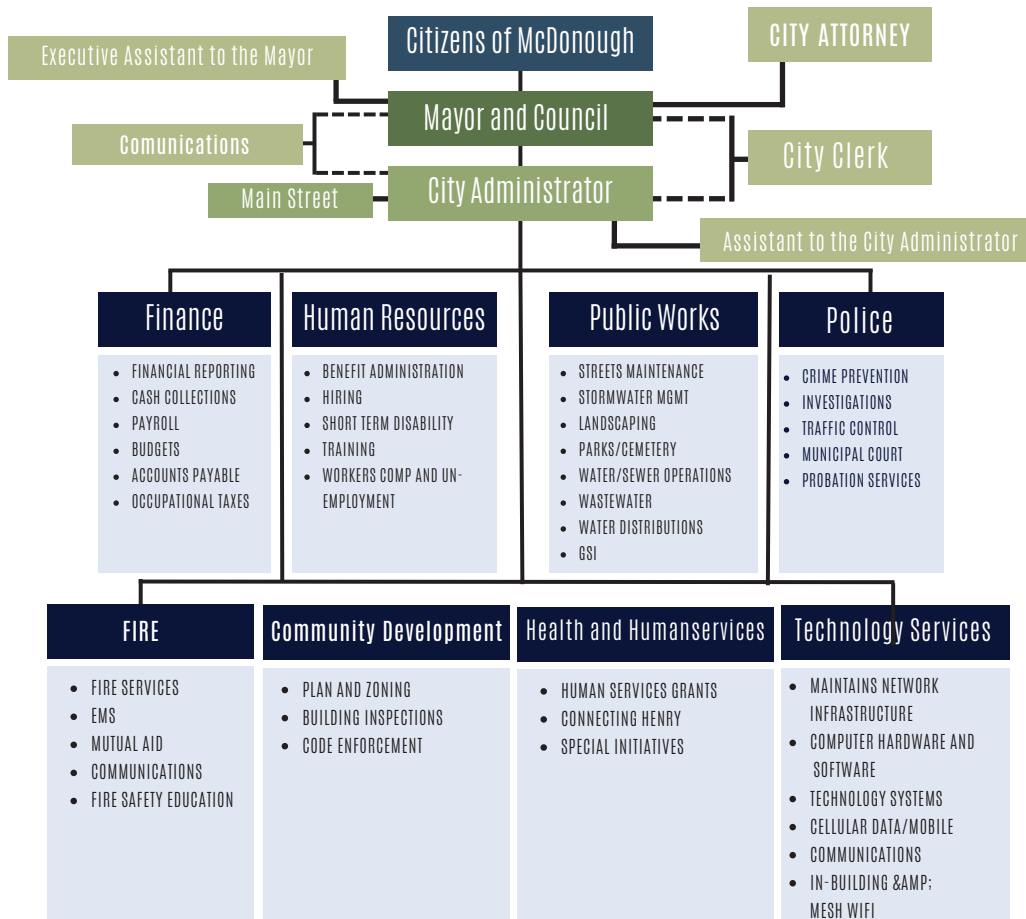 Citizens of McDonough
CITY ATTORNEY
Executive Assistant to the Mayor
Mayor and Council
Comunications
City Clerk
City Administrator
Main Street
Assistant to the City Administrator
Finance
FINANCIAL REPORTING
CASH COLLECTIONS
PAYROLL
BUDGETS
ACCOUNTS PAYABLE
OCCUPATIONAL TAXES
Human Resources
BENEFIT ADMINISTRATION
HIRING
SHORT TERM DISABILITY
TRAINING
WORKERS COMP AND UN-
EMPLOYMENT
Public Works
STREETS MAINTENANCE
STORMWATER MGMT
LANDSCAPING
PARKS/CEMETERY
WATER/SEWER OPERATIONS
WASTEWATER
WATER DISTRIBUTIONS
GSI
Police
CRIME PREVENTION
INVESTIGATIONS
TRAFFIC CONTROL
MUNICIPAL COURT
PROBATION SERVICES
FIRE
FIRE SERVICES
EMS
MUTUAL AID
COMMUNICATIONS
FIRE SAFETY EDUCATION
Community Development
PLAN AND ZONING
BUILDING INSPECTIONS
CODE ENFORCEMENT
Health and Humanservices
HUMAN SERVICES GRANTS
CONNECTING HENRY
SPECIAL INITIATIVES
Technology Services
MAINTAINS NETWORK
INFRASTRUCTURE
COMPUTER HARDWARE AND
SOFTWARE
TECHNOLOGY SYSTEMS
CELLULAR DATA/MOBILE
COMMUNICATIONS
IN-BUILDING &AMP;
MESH WIFI